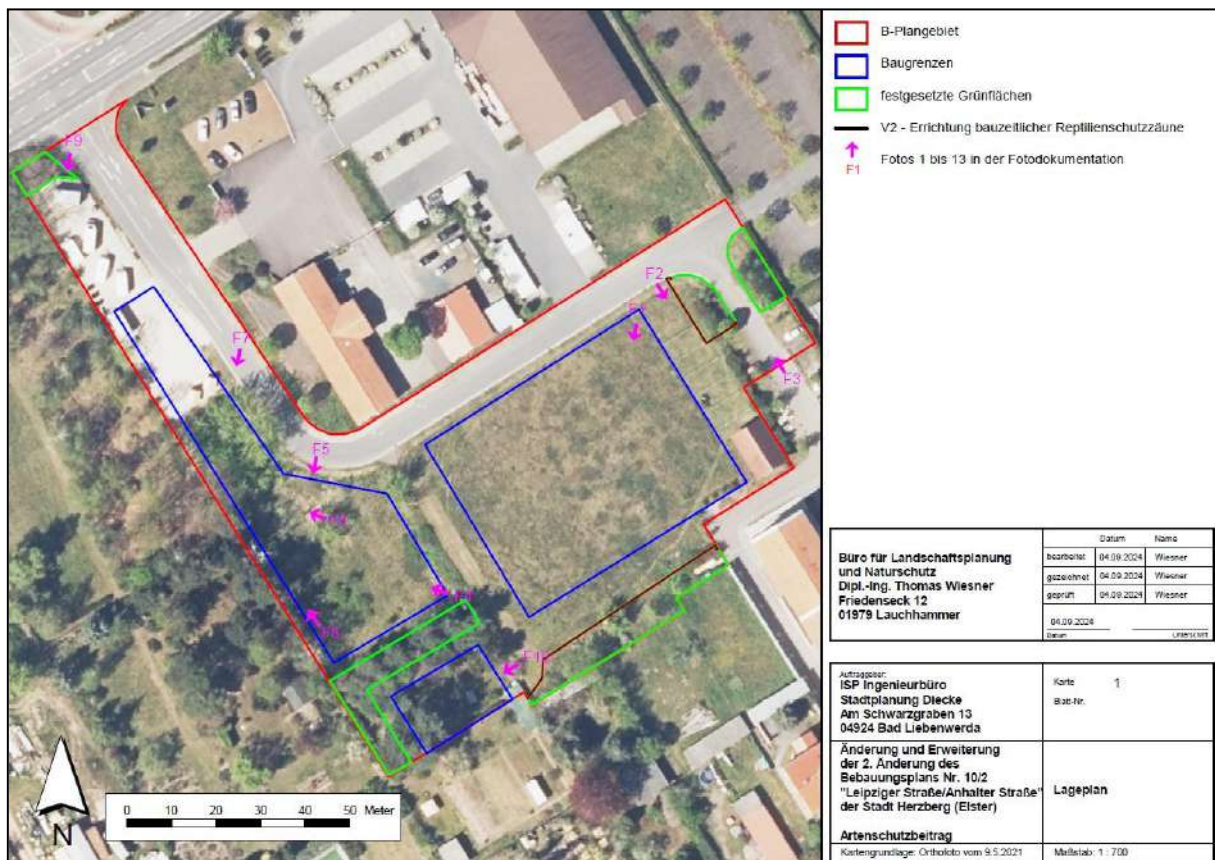 B-Plangebiet
Baugrenzen
festgesetzte Grünflächen
V2 - Errichtung bauzeitlicher Reptilienschutzzäune
Fotos 1 bis 13 in der Fotodokumentation
F1
F9
F2
F7
F3
F5
N
0 10 20 30 40 50 Meter
Büro für Landschaftsplanung
und Naturschutz
Dipl.-Ing. Thomas Wiesner
Friedenseck 12
01979 Lauchhammer
Datum Name
bearbeitet 04.09.2024 Wiesner
gezeichnet 04.09.2024 Wiesner
geprüft 04.09.2024 Wiesner
04.09.2024
Datum Unterschrift
Auftraggeber:
ISP Ingenieurbüro
Stadtplanung Diecke
Am Schwarzgraben 13
04924 Bad Liebenwerda
Karte 1
Blatt-Nr.
Änderung und Erweiterung
der 2. Änderung des
Bebauungsplans Nr. 10/2
"Leipziger Straße/Anhalter Straße"
der Stadt Herzberg (Elster)
Artenschutzbeitrag
Lageplan
Kartengrundlage: Orthofoto vom 9.5.2021
Maßstab: 1 : 700